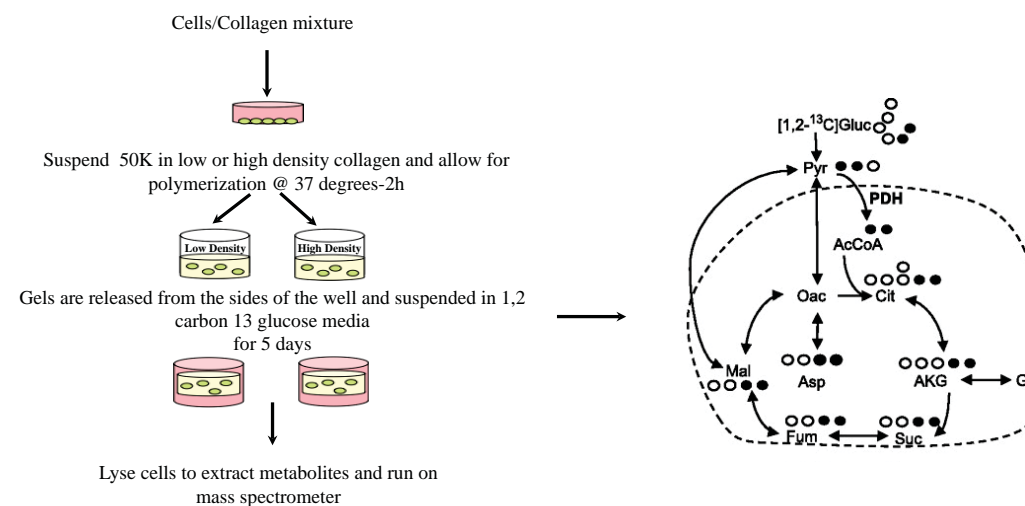 Cells/Collagen mixture
Suspend 50K in low or high density collagen and allow for
polymerization @ 37 degrees-2h
Low Density
High Density
Gels are released from the sides of the well and suspended in 1,2
carbon 13 glucose media
for 5 days
Lyse cells to extract metabolites and run on
mass spectrometer
[1,2-¹³C]Gluc
Pyr
PDH
AcCoA
Oac
Cit
Mal
Asp
AKG
G
Fum
Suc